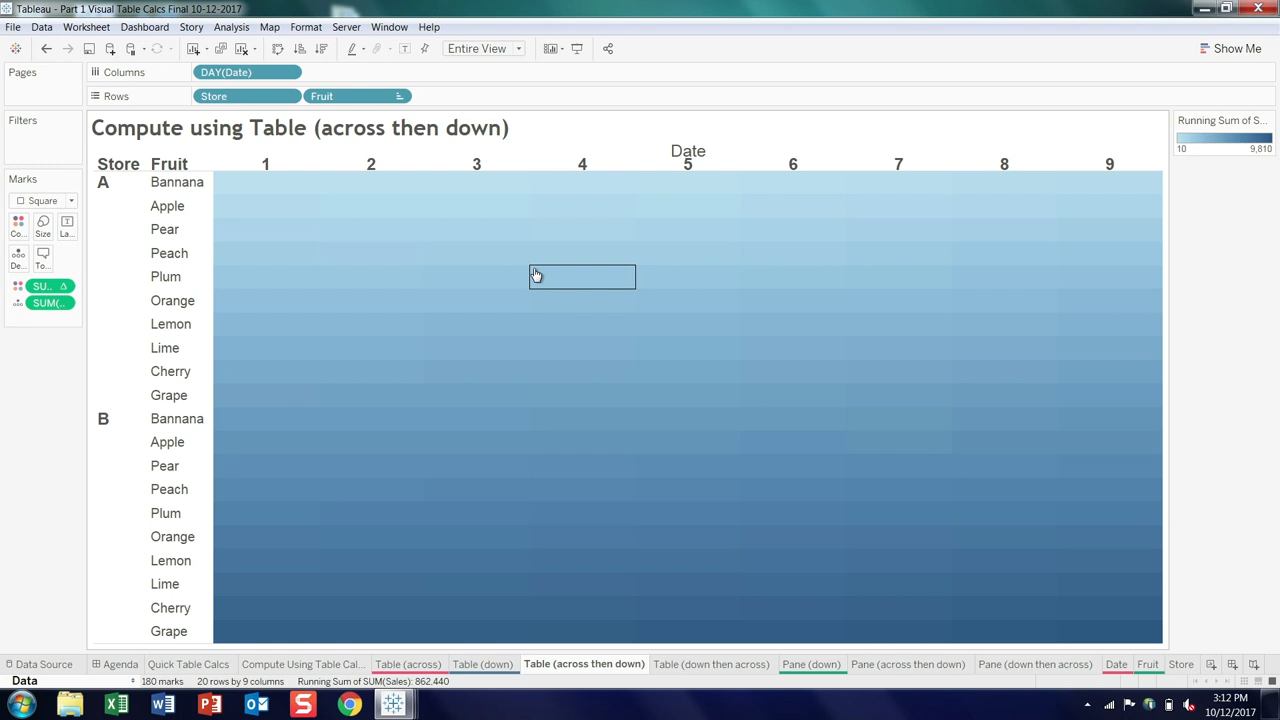 Tableau - Part 1 Visual Table Calcs Final 10-12-2017
File Data Worksheet Dashboard Story Analysis Map Format Server Window Help
Entire View
Show Me
Pages
Columns DAY(Date)
Rows Store Fruit
Filters
Compute using Table (across then down)
Running Sum of S...
10 9,810
Date
Store Fruit 1 2 3 4 5 6 7 8 9
Marks
Square
Co... Size La...
De... To...
SU.. Δ
SUM(..
A Bannana
Apple
Pear
Peach
Plum
Orange
Lemon
Lime
Cherry
Grape
B Bannana
Apple
Pear
Peach
Plum
Orange
Lemon
Lime
Cherry
Grape
Data Source Agenda Quick Table Calcs Compute Using Table Cal... Table (across) Table (down) Table (across then down) Table (down then across) Pane (down) Pane (across then down) Pane (down then across) Date Fruit Store
Data 180 marks 20 rows by 9 columns Running Sum of SUM(Sales): 862,440
3:12 PM
10/12/2017